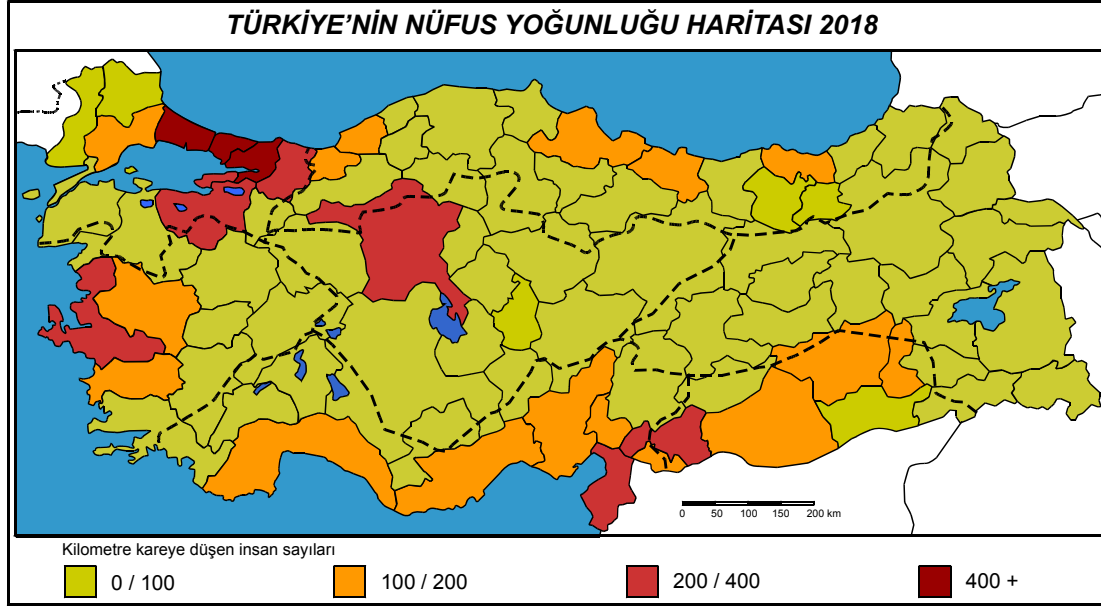 TÜRKİYE’NİN NÜFUS YOĞUNLUĞU HARİTASI 2018
0 50 100 150 200 km
Kilometre kareye düşen insan sayıları
0 / 100 100 / 200 200 / 400 400 +